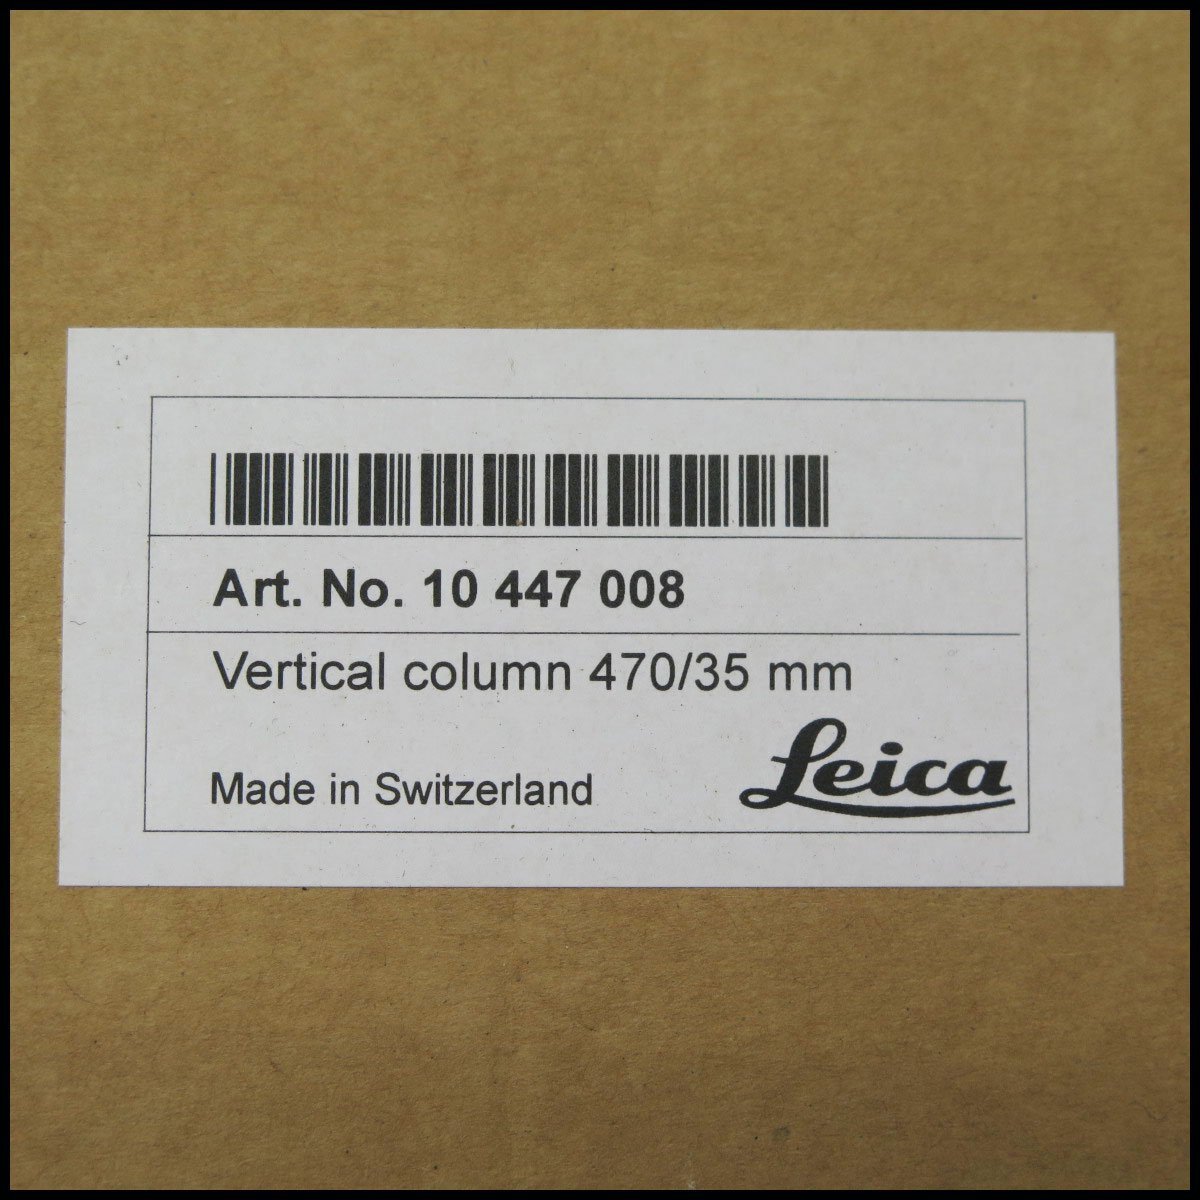 Art. No. 10 447 008
Vertical column 470/35 mm
Made in Switzerland
Leica